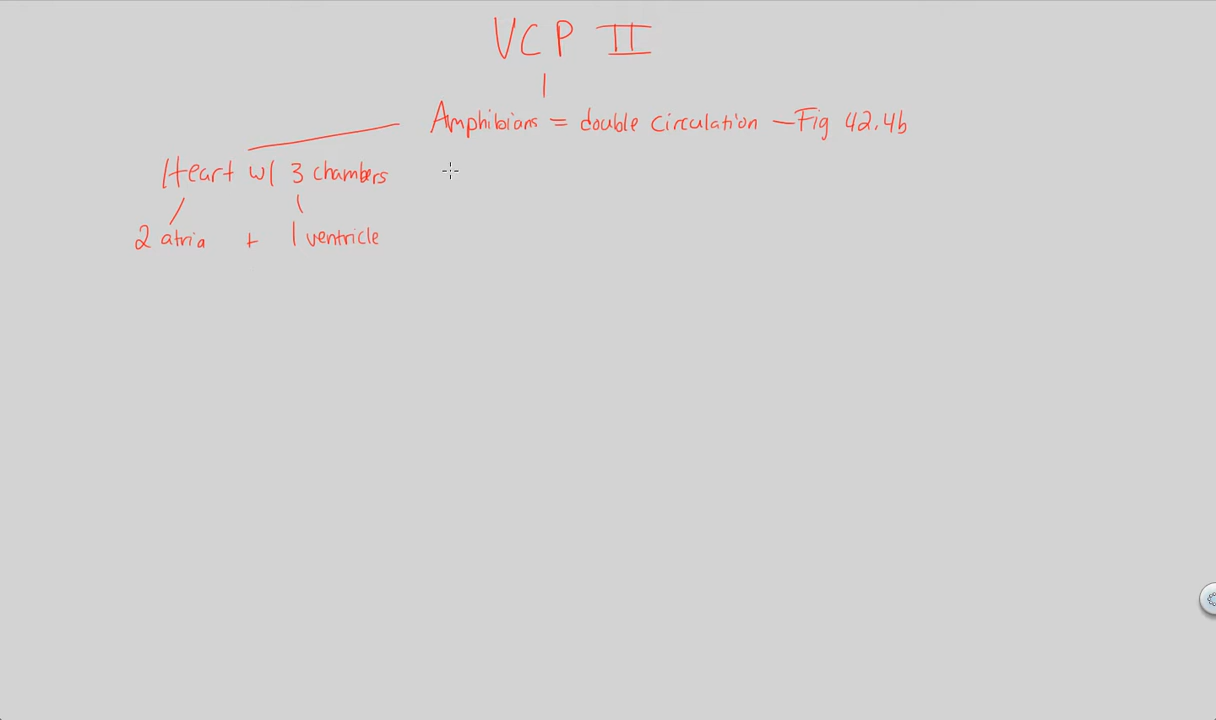 VCP II
Amphibians = double circulation – Fig 42.4b
Heart w/ 3 chambers
2 atria + 1 ventricle